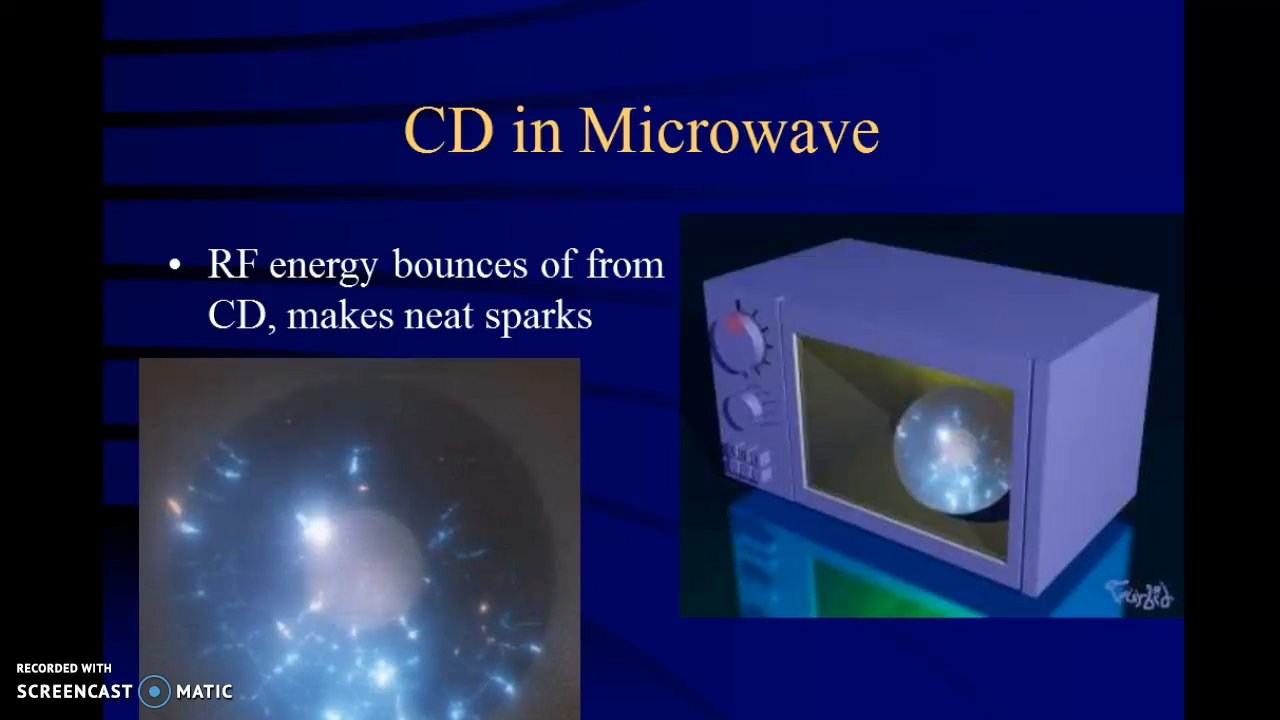 CD in Microwave
• RF energy bounces of from
CD, makes neat sparks
RECORDED WITH
SCREENCAST MATIC